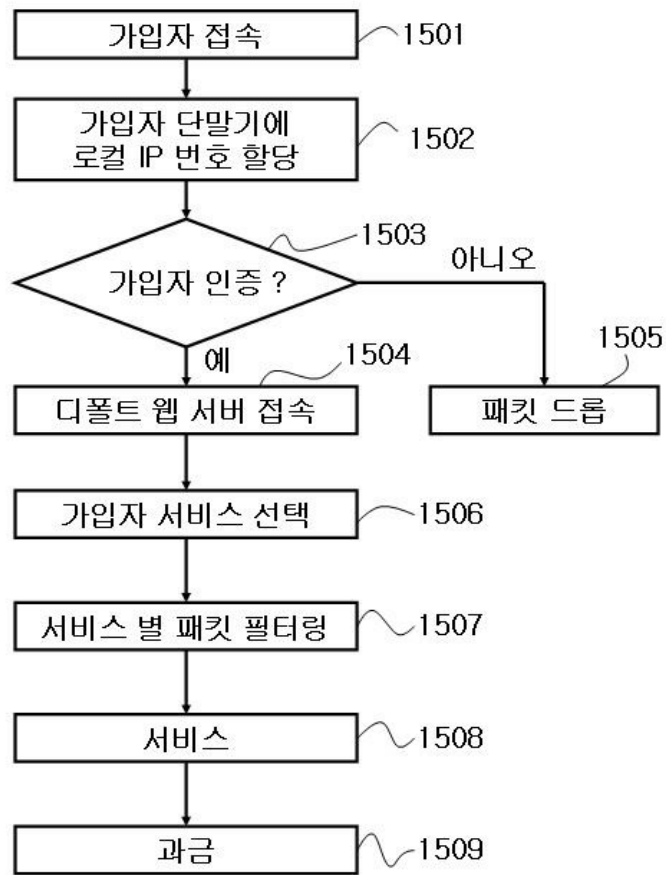 가입자 접속
1501
가입자 단말기에
로컬 IP 번호 할당
1502
1503
가입자 인증 ?
아니오
예
1504
1505
디폴트 웹 서버 접속
패킷 드롭
가입자 서비스 선택
1506
서비스 별 패킷 필터링
1507
서비스
1508
과금
1509